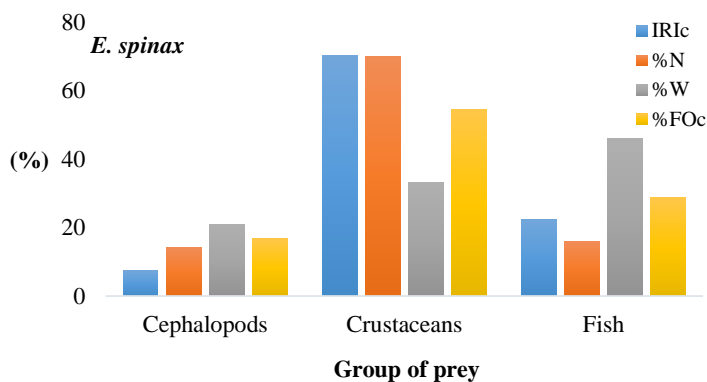 E. spinax
IRIc
%N
%W
%FOc
(%)
80
60
40
20
0
Cephalopods Crustaceans Fish
Group of prey